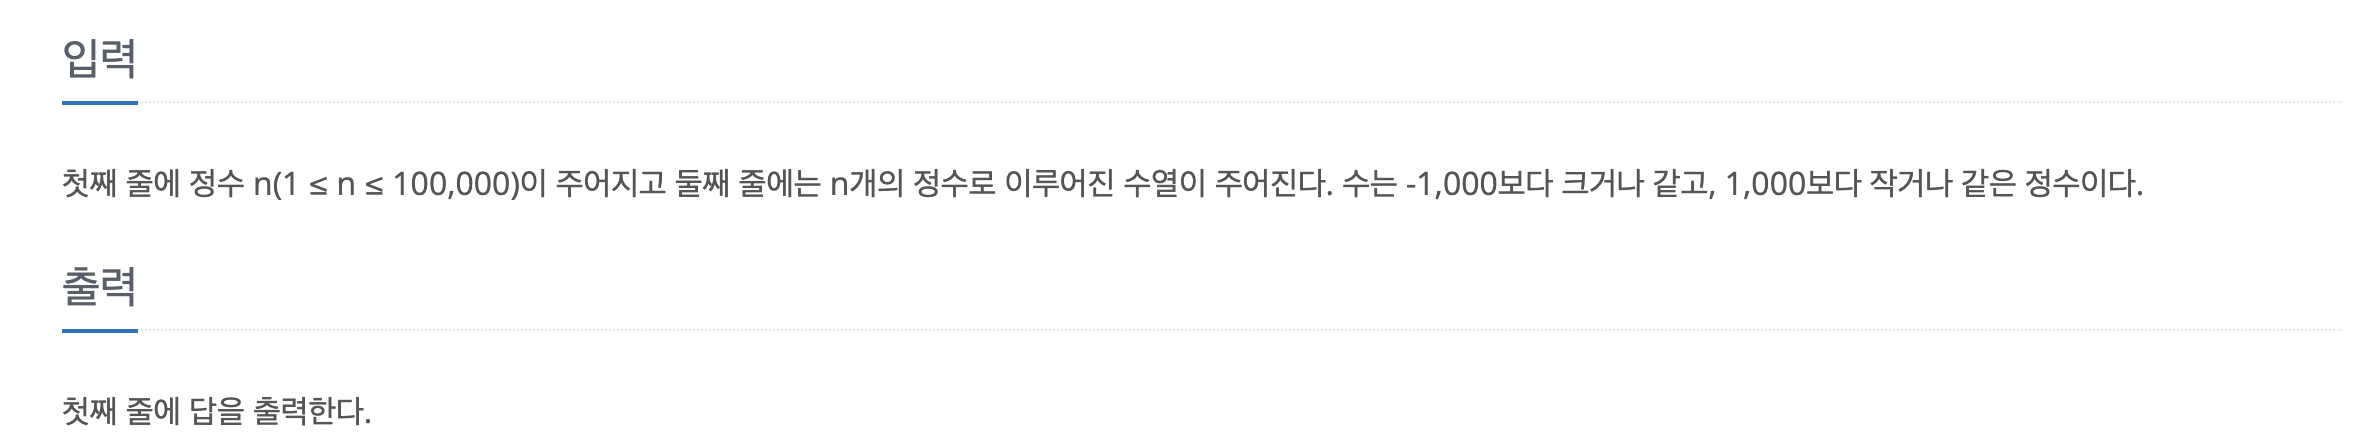 입력
첫째 줄에 정수 n(1 ≤ n ≤ 100,000)이 주어지고 둘째 줄에는 n개의 정수로 이루어진 수열이 주어진다. 수는 -1,000보다 크거나 같고, 1,000보다 작거나 같은 정수이다.
출력
첫째 줄에 답을 출력한다.